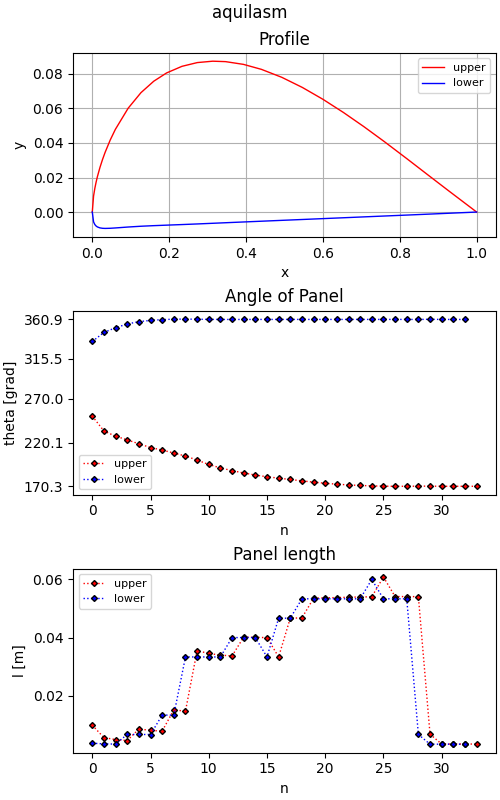 aquilasm
Profile
upper
lower
0.08
0.06
0.04
0.02
0.00
y
0.0 0.2 0.4 0.6 0.8 1.0
x
Angle of Panel
360.9
315.5
270.0
220.1
170.3
theta [grad]
upper
lower
0 5 10 15 20 25 30
n
Panel length
upper
lower
0.06
0.04
0.02
l [m]
0 5 10 15 20 25 30
n